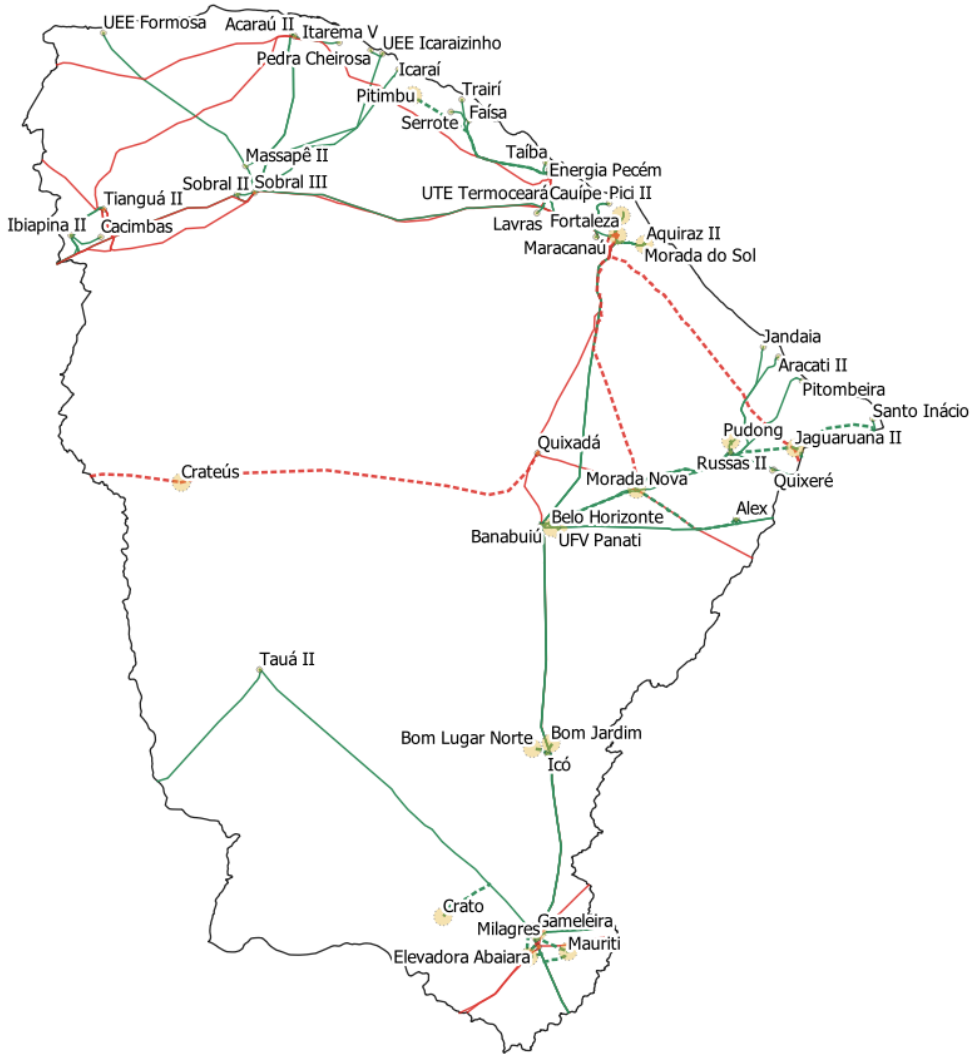 UEE Formosa
Acaraú II
Itarema V
UEE Icaraizinho
Pedra Cheirosa
Icaraí
Pitimbu
Trairí
Faísa
Serrote
Taíba
Massapê II
Energia Pecém
Sobral II
Sobral III
UTE Termoceará
Cauípe
Pici II
Tianguá II
Ibiapina II
Cacimbas
Lavras
Fortaleza
Aquiraz II
Maracanaú
Morada do Sol
Jandaia
Aracati II
Pitombeira
Santo Inácio
Pudong
Jaguaruana II
Quixadá
Russas II
Crateús
Morada Nova
Quixeré
Belo Horizonte
Alex
Banabuiú
UFV Panati
Tauá II
Bom Lugar Norte
Bom Jardim
Icó
Crato
Gameleira
Milagres
Mauriti
Elevadora Abaiara